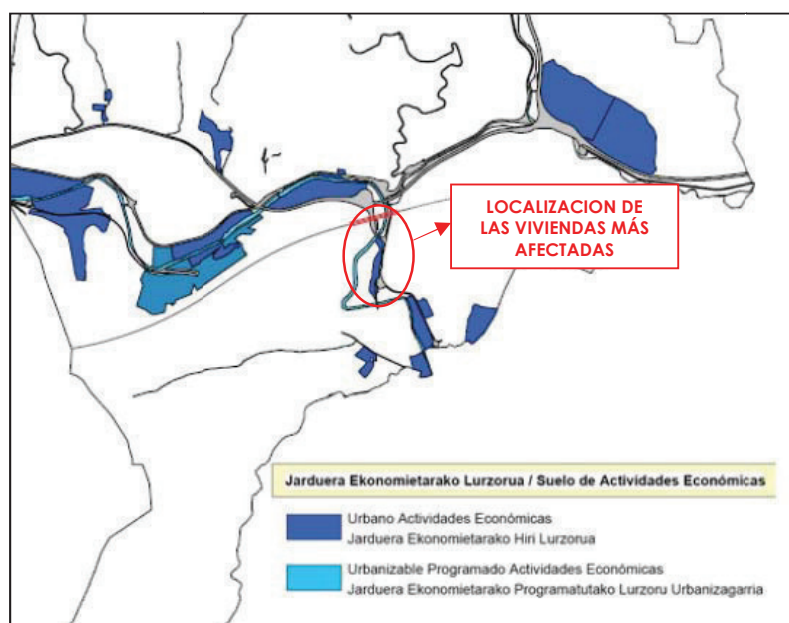 LOCALIZACION DE
LAS VIVIENDAS MÁS
AFECTADAS
Jarduera Ekonomietarako Lurzorua / Suelo de Actividades Económicas
Urbano Actividades Económicas
Jarduera Ekonomietarako Hiri Lurzorua
Urbanizable Programado Actividades Económicas
Jarduera Ekonomietarako Programatutako Lurzoru Urbanizagarria